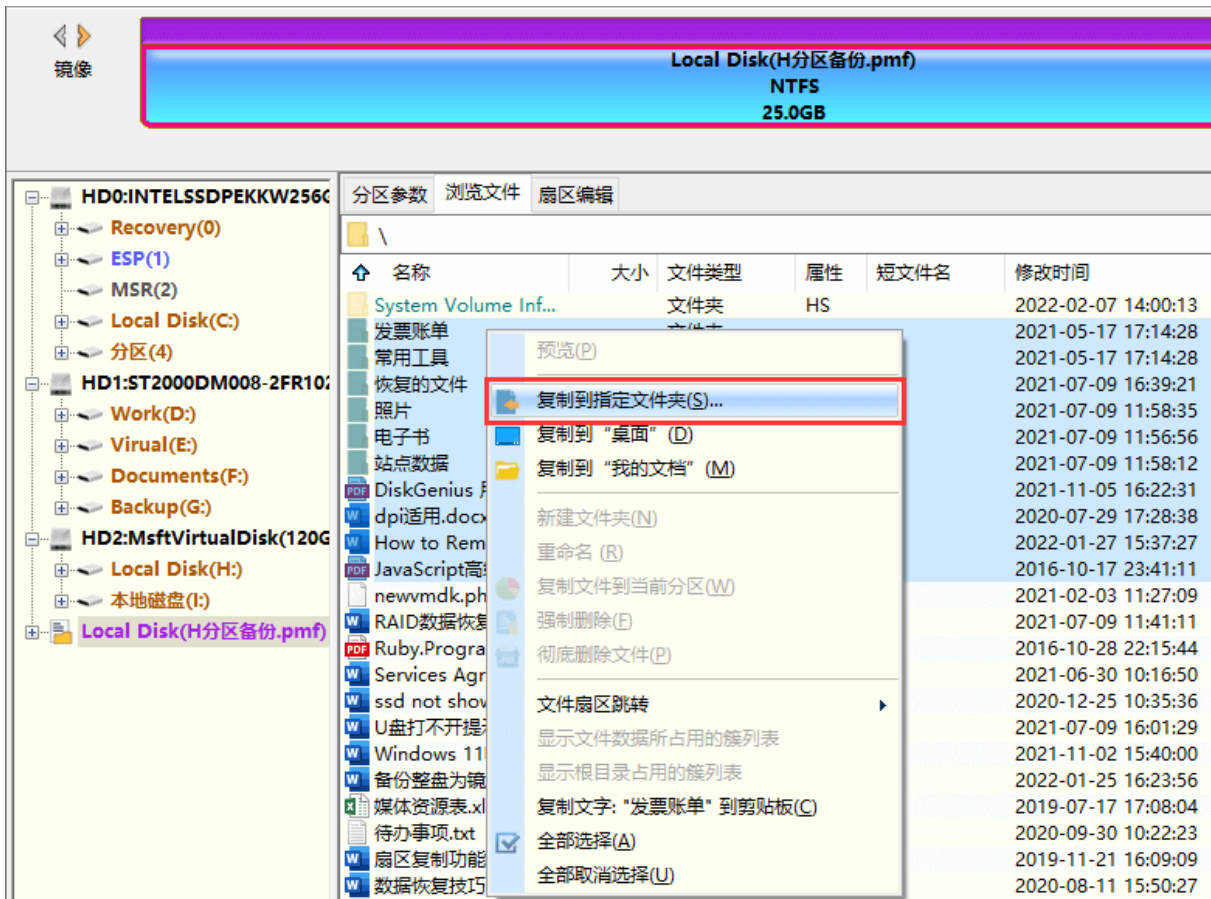 镜像
Local Disk(H分区备份.pmf)
NTFS
25.0GB
HD0:INTELSSDPEKKW256G
Recovery(0)
ESP(1)
MSR(2)
Local Disk(C:)
分区(4)
HD1:ST2000DM008-2FR102
Work(D:)
Virual(E:)
Documents(F:)
Backup(G:)
HD2:MsftVirtualDisk(120G
Local Disk(H:)
本地磁盘(I:)
Local Disk(H分区备份.pmf)
分区参数 浏览文件 扇区编辑
\
名称 大小 文件类型 属性 短文件名 修改时间
System Volume Inf... 文件夹 HS 2022-02-07 14:00:13
发票账单 2021-05-17 17:14:28
常用工具 2021-05-17 17:14:28
恢复的文件 2021-07-09 16:39:21
照片 2021-07-09 11:58:35
电子书 2021-07-09 11:56:56
站点数据 2021-07-09 11:58:12
DiskGenius 2021-11-05 16:22:31
dpi适用.docx 2020-07-29 17:28:38
How to Rem 2022-01-27 15:37:27
JavaScript高 2016-10-17 23:41:11
newvmdk.ph 2021-02-03 11:27:09
RAID数据恢复 2021-07-09 11:41:11
Ruby.Progra 2016-10-28 22:15:44
Services Agr 2021-06-30 10:16:50
ssd not show 2020-12-25 10:35:36
U盘打不开提示 2021-07-09 16:01:29
Windows 11 2021-11-02 15:40:00
备份整盘为镜 2022-01-25 16:23:56
媒体资源表.xl 2019-07-17 17:08:04
待办事项.txt 2020-09-30 10:22:23
扇区复制功能 2019-11-21 16:09:09
数据恢复技巧 2020-08-11 15:50:27
预览(P)
复制到指定文件夹(S)...
复制到“桌面”(D)
复制到“我的文档”(M)
新建文件夹(N)
重命名 (R)
复制文件到当前分区(W)
强制删除(F)
彻底删除文件(P)
文件扇区跳转
显示文件数据所占用的簇列表
显示根目录占用的簇列表
复制文字: "发票账单" 到剪贴板(C)
全部选择(A)
全部取消选择(U)